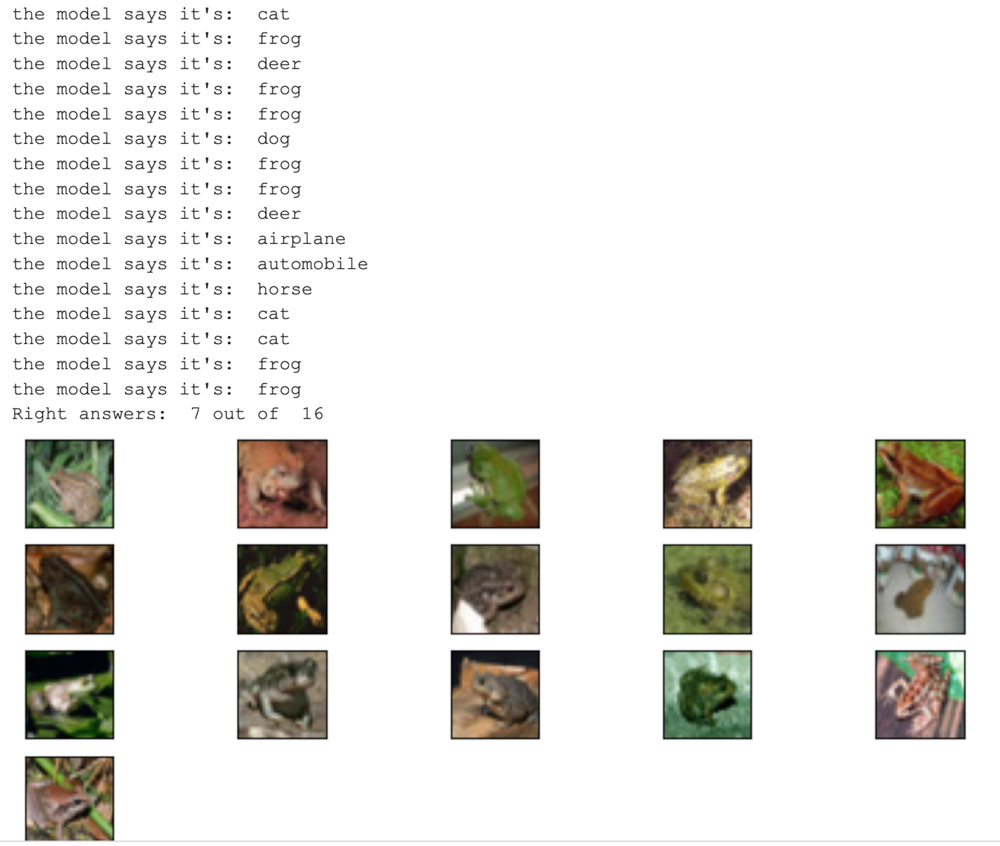 the model says it's:  cat
the model says it's:  frog
the model says it's:  deer
the model says it's:  frog
the model says it's:  frog
the model says it's:  dog
the model says it's:  frog
the model says it's:  frog
the model says it's:  deer
the model says it's:  airplane
the model says it's:  automobile
the model says it's:  horse
the model says it's:  cat
the model says it's:  cat
the model says it's:  frog
the model says it's:  frog
Right answers:  7 out of  16